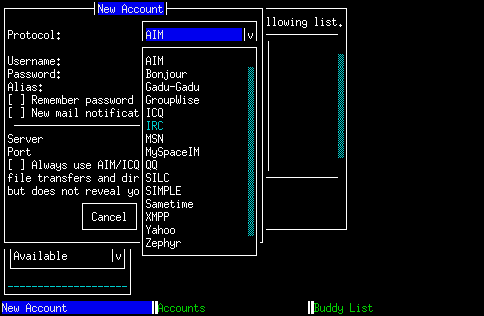 New Account
llowing list.
Protocol:
AIM v
Username:
AIM
Password:
Bonjour
Alias:
Gadu-Gadu
[ ] Remember password
GroupWise
[ ] New mail notificat
ICQ
IRC
Server
MSN
Port
MySpaceIM
[ ] Always use AIM/ICQ
QQ
file transfers and dir
SILC
but does not reveal yo
SIMPLE
Sametime
Cancel
XMPP
Yahoo
Zephyr
Available v
New Account Accounts Buddy List